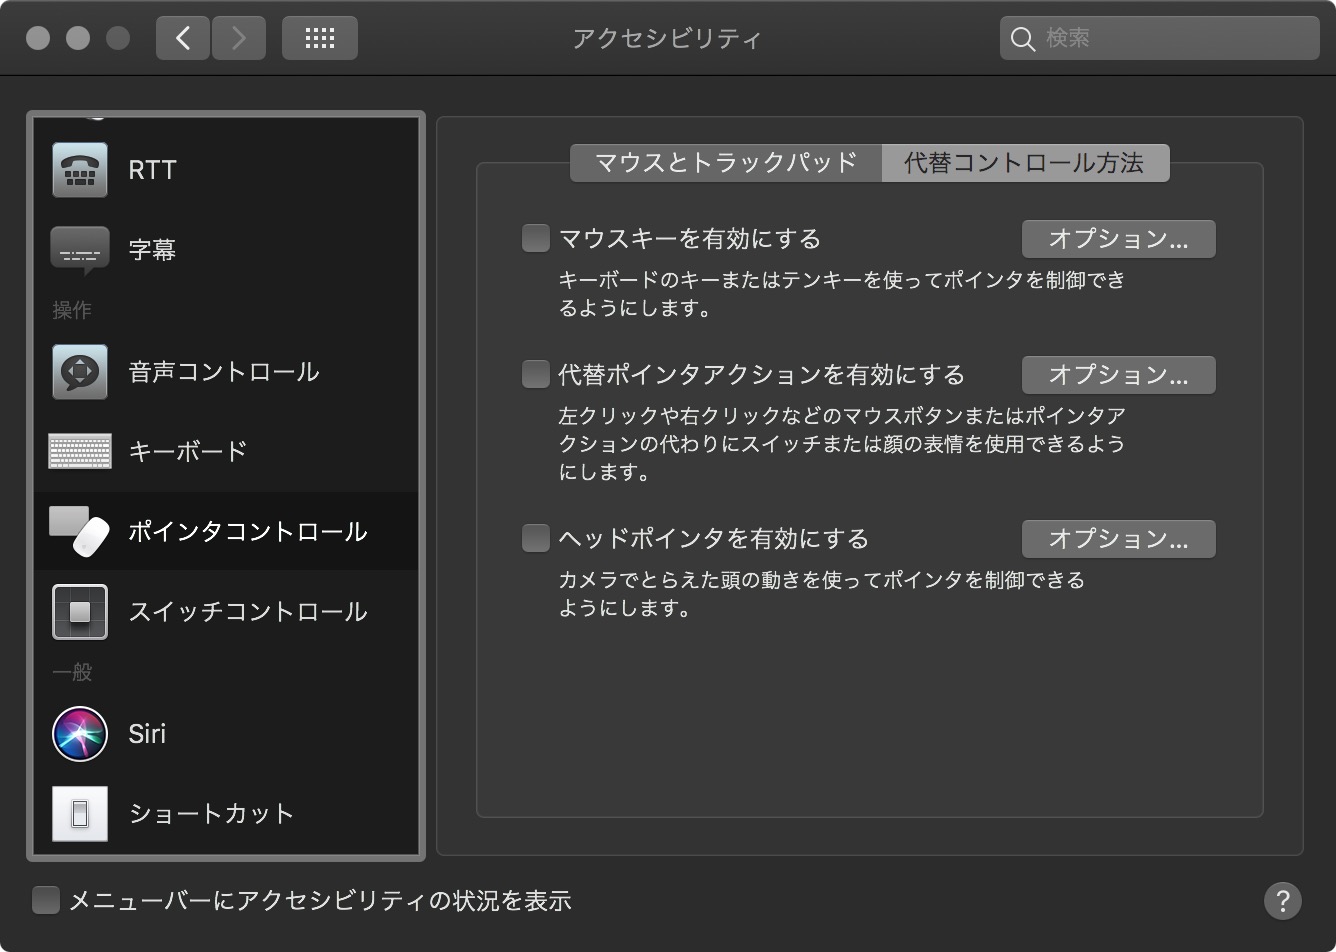 アクセシビリティ
検索
RTT
字幕
操作
音声コントロール
キーボード
ポインタコントロール
スイッチコントロール
一般
Siri
ショートカット
マウスとトラックパッド
代替コントロール方法
マウスキーを有効にする
オプション...
キーボードのキーまたはテンキーを使ってポインタを制御でき
るようにします。
代替ポインタアクションを有効にする
オプション...
左クリックや右クリックなどのマウスボタンまたはポインタア
クションの代わりにスイッチまたは顔の表情を使用できるよう
にします。
ヘッドポインタを有効にする
オプション...
カメラでとらえた頭の動きを使ってポインタを制御できる
ようにします。
メニューバーにアクセシビリティの状況を表示
?